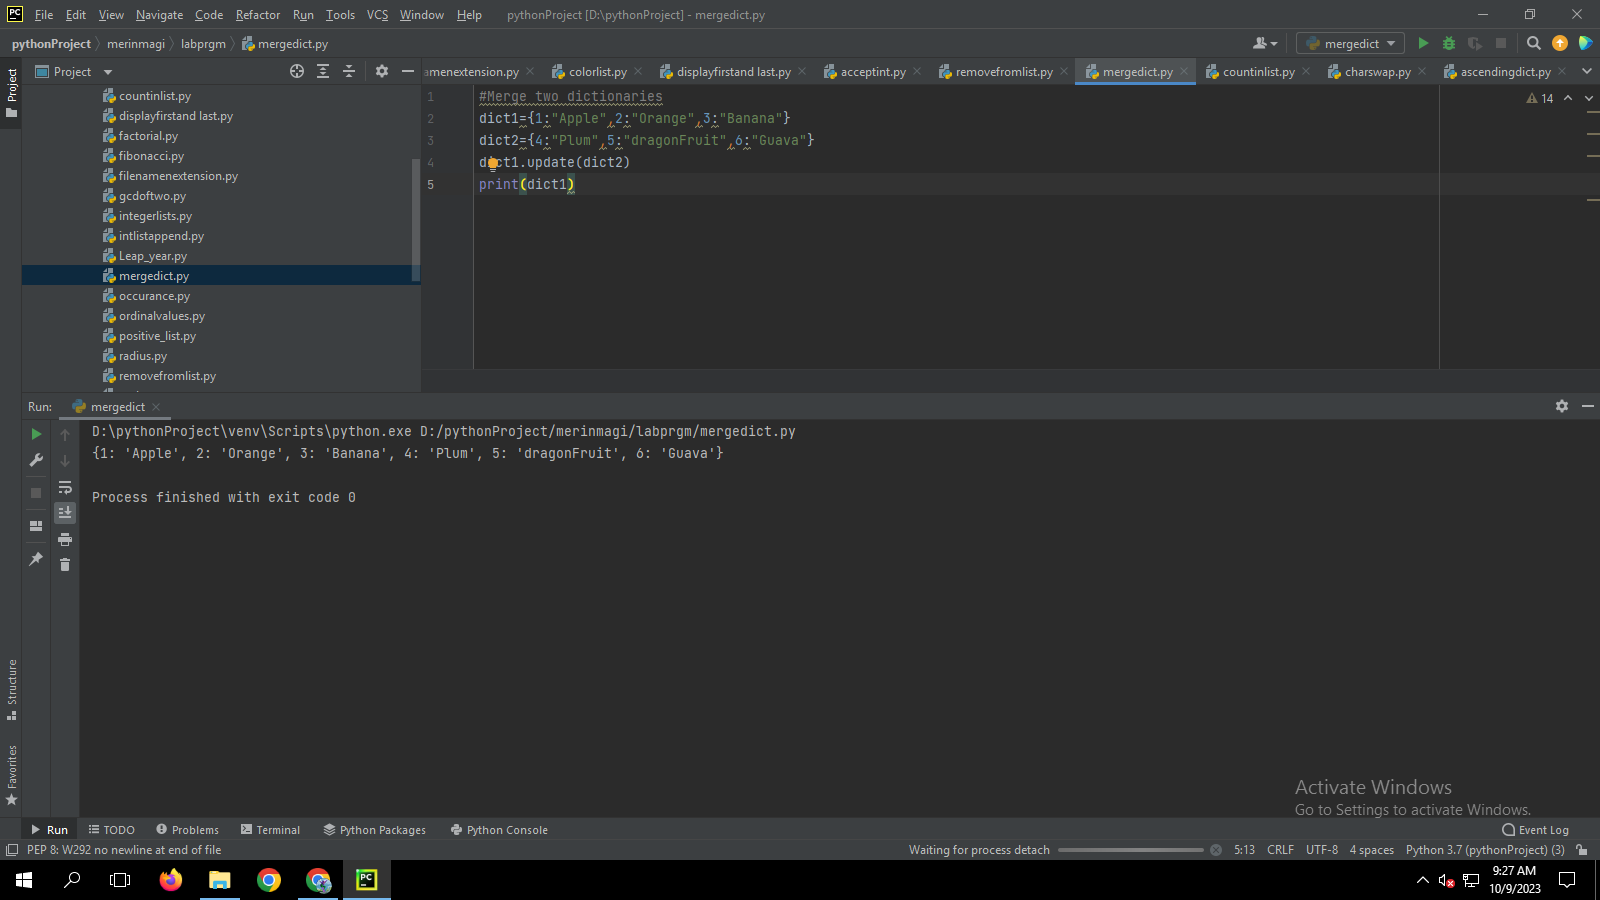 PC File Edit View Navigate Code Refactor Run Tools VCS Window Help pythonProject [D:\pythonProject] - mergedict.py
pythonProject merinmagi labprgm mergedict.py mergedict
Project amenextension.py colorlist.py displayfirstand last.py acceptint.py removefromlist.py mergedict.py countinlist.py charswap.py ascendingdict.py
Project
countinlist.py
displayfirstand last.py
factorial.py
fibonacci.py
filenamenextension.py
gcdoftwo.py
integerlists.py
intlistappend.py
Leap_year.py
mergedict.py
occurance.py
ordinalvalues.py
positive_list.py
radius.py
removefromlist.py
1 #Merge two dictionaries
2 dict1={1:"Apple",2:"Orange",3:"Banana"}
3 dict2={4:"Plum",5:"dragonFruit",6:"Guava"}
4 dict1.update(dict2)
5 print(dict1)
14
Run: mergedict
D:\pythonProject\venv\Scripts\python.exe D:/pythonProject/merinmagi/labprgm/mergedict.py
{1: 'Apple', 2: 'Orange', 3: 'Banana', 4: 'Plum', 5: 'dragonFruit', 6: 'Guava'}
Process finished with exit code 0
Structure
Favorites
Activate Windows
Go to Settings to activate Windows.
Run TODO Problems Terminal Python Packages Python Console Event Log
PEP 8: W292 no newline at end of file Waiting for process detach 5:13 CRLF UTF-8 4 spaces Python 3.7 (pythonProject) (3)
PC
9:27 AM
10/9/2023